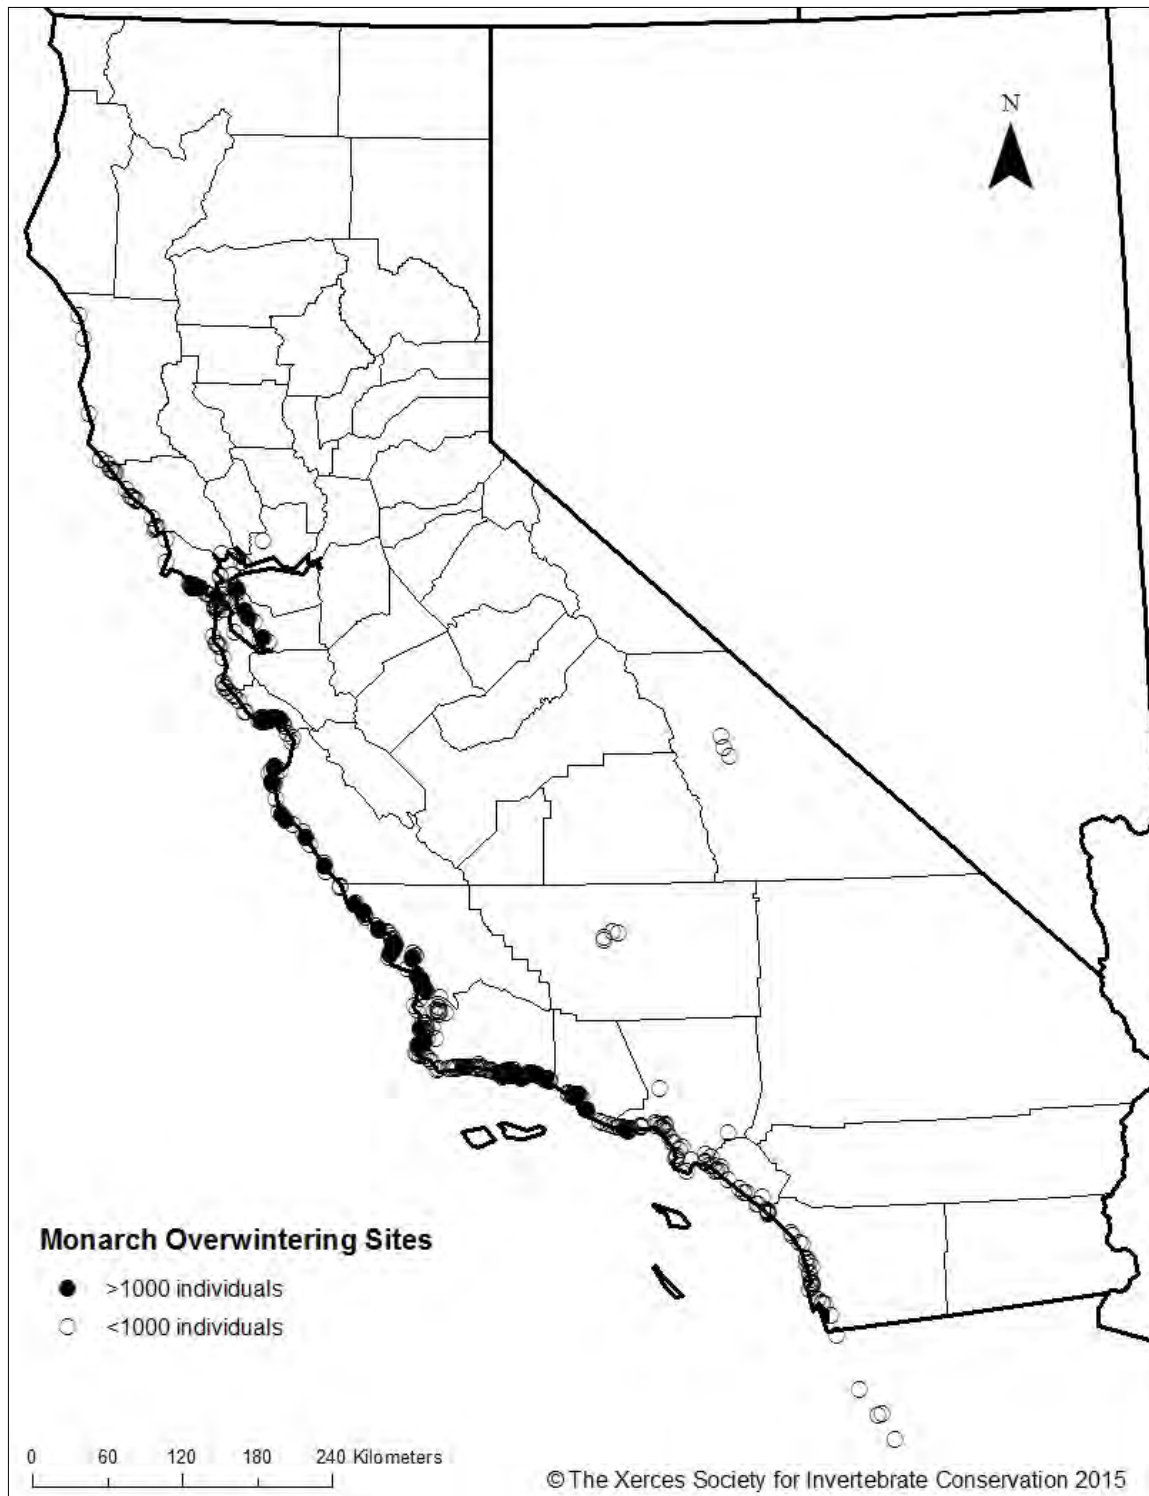 N
Monarch Overwintering Sites
>1000 individuals
<1000 individuals
0 60 120 180 240 Kilometers
© The Xerces Society for Invertebrate Conservation 2015